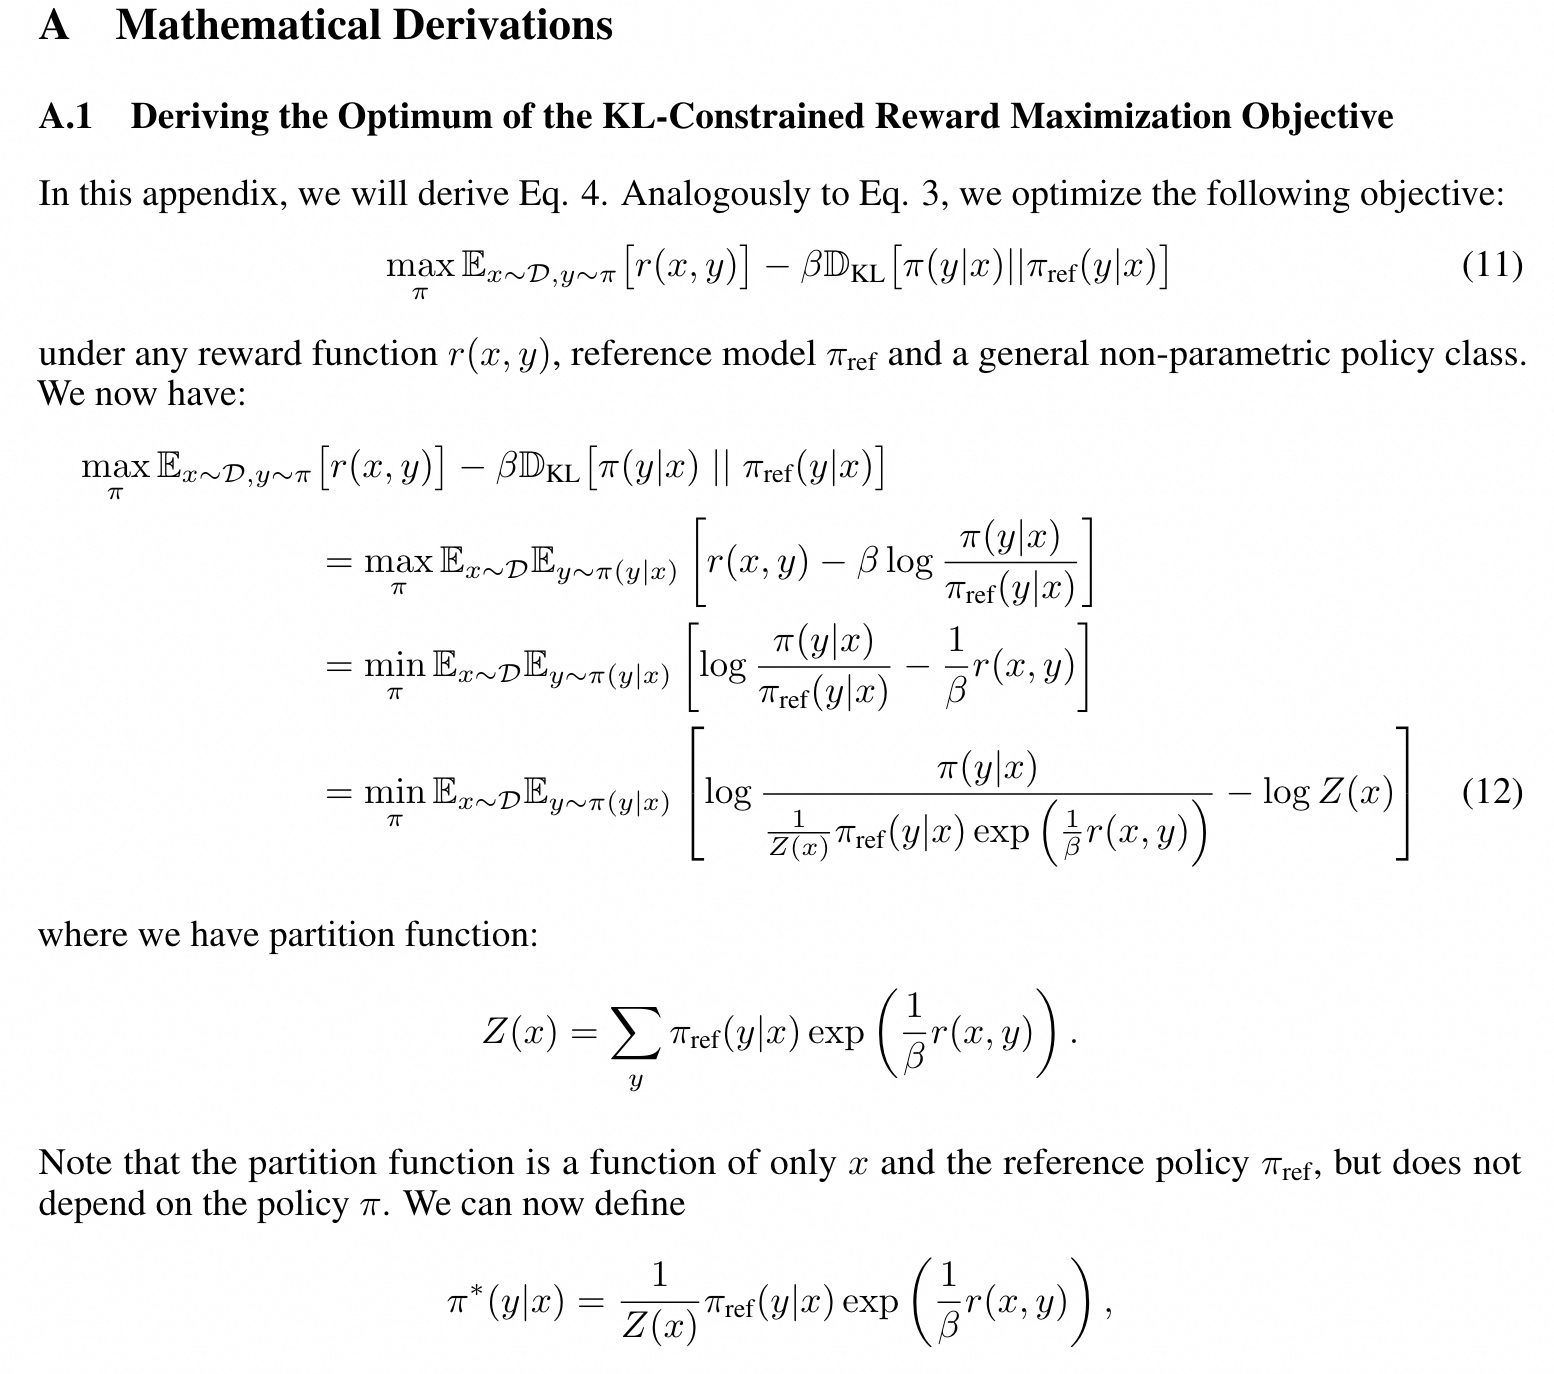 A Mathematical Derivations
A.1 Deriving the Optimum of the KL-Constrained Reward Maximization Objective
In this appendix, we will derive Eq. 4. Analogously to Eq. 3, we optimize the following objective:
$\max_{\pi} \mathbb{E}_{x\sim\mathcal{D}, y\sim\pi}\left[r(x, y)\right] - \beta\mathbb{D}_{\text{KL}}\left[\pi(y|x)||\pi_{\text{ref}}(y|x)\right]$ (11)
under any reward function $r(x, y)$, reference model $\pi_{\text{ref}}$ and a general non-parametric policy class.
We now have:
$\max_{\pi} \mathbb{E}_{x\sim\mathcal{D}, y\sim\pi}\left[r(x, y)\right] - \beta\mathbb{D}_{\text{KL}}\left[\pi(y|x) \,||\, \pi_{\text{ref}}(y|x)\right]$
$= \max_{\pi} \mathbb{E}_{x\sim\mathcal{D}}\mathbb{E}_{y\sim\pi(y|x)}\left[r(x, y) - \beta\log\frac{\pi(y|x)}{\pi_{\text{ref}}(y|x)}\right]$
$= \min_{\pi} \mathbb{E}_{x\sim\mathcal{D}}\mathbb{E}_{y\sim\pi(y|x)}\left[\log\frac{\pi(y|x)}{\pi_{\text{ref}}(y|x)} - \frac{1}{\beta}r(x, y)\right]$
$= \min_{\pi} \mathbb{E}_{x\sim\mathcal{D}}\mathbb{E}_{y\sim\pi(y|x)}\left[\log\frac{\pi(y|x)}{\frac{1}{Z(x)}\pi_{\text{ref}}(y|x)\exp\left(\frac{1}{\beta}r(x, y)\right)} - \log Z(x)\right]$ (12)
where we have partition function:
$Z(x) = \sum_{y} \pi_{\text{ref}}(y|x)\exp\left(\frac{1}{\beta}r(x, y)\right).$
Note that the partition function is a function of only $x$ and the reference policy $\pi_{\text{ref}}$, but does not
depend on the policy $\pi$. We can now define
$\pi^*(y|x) = \frac{1}{Z(x)}\pi_{\text{ref}}(y|x)\exp\left(\frac{1}{\beta}r(x, y)\right),$